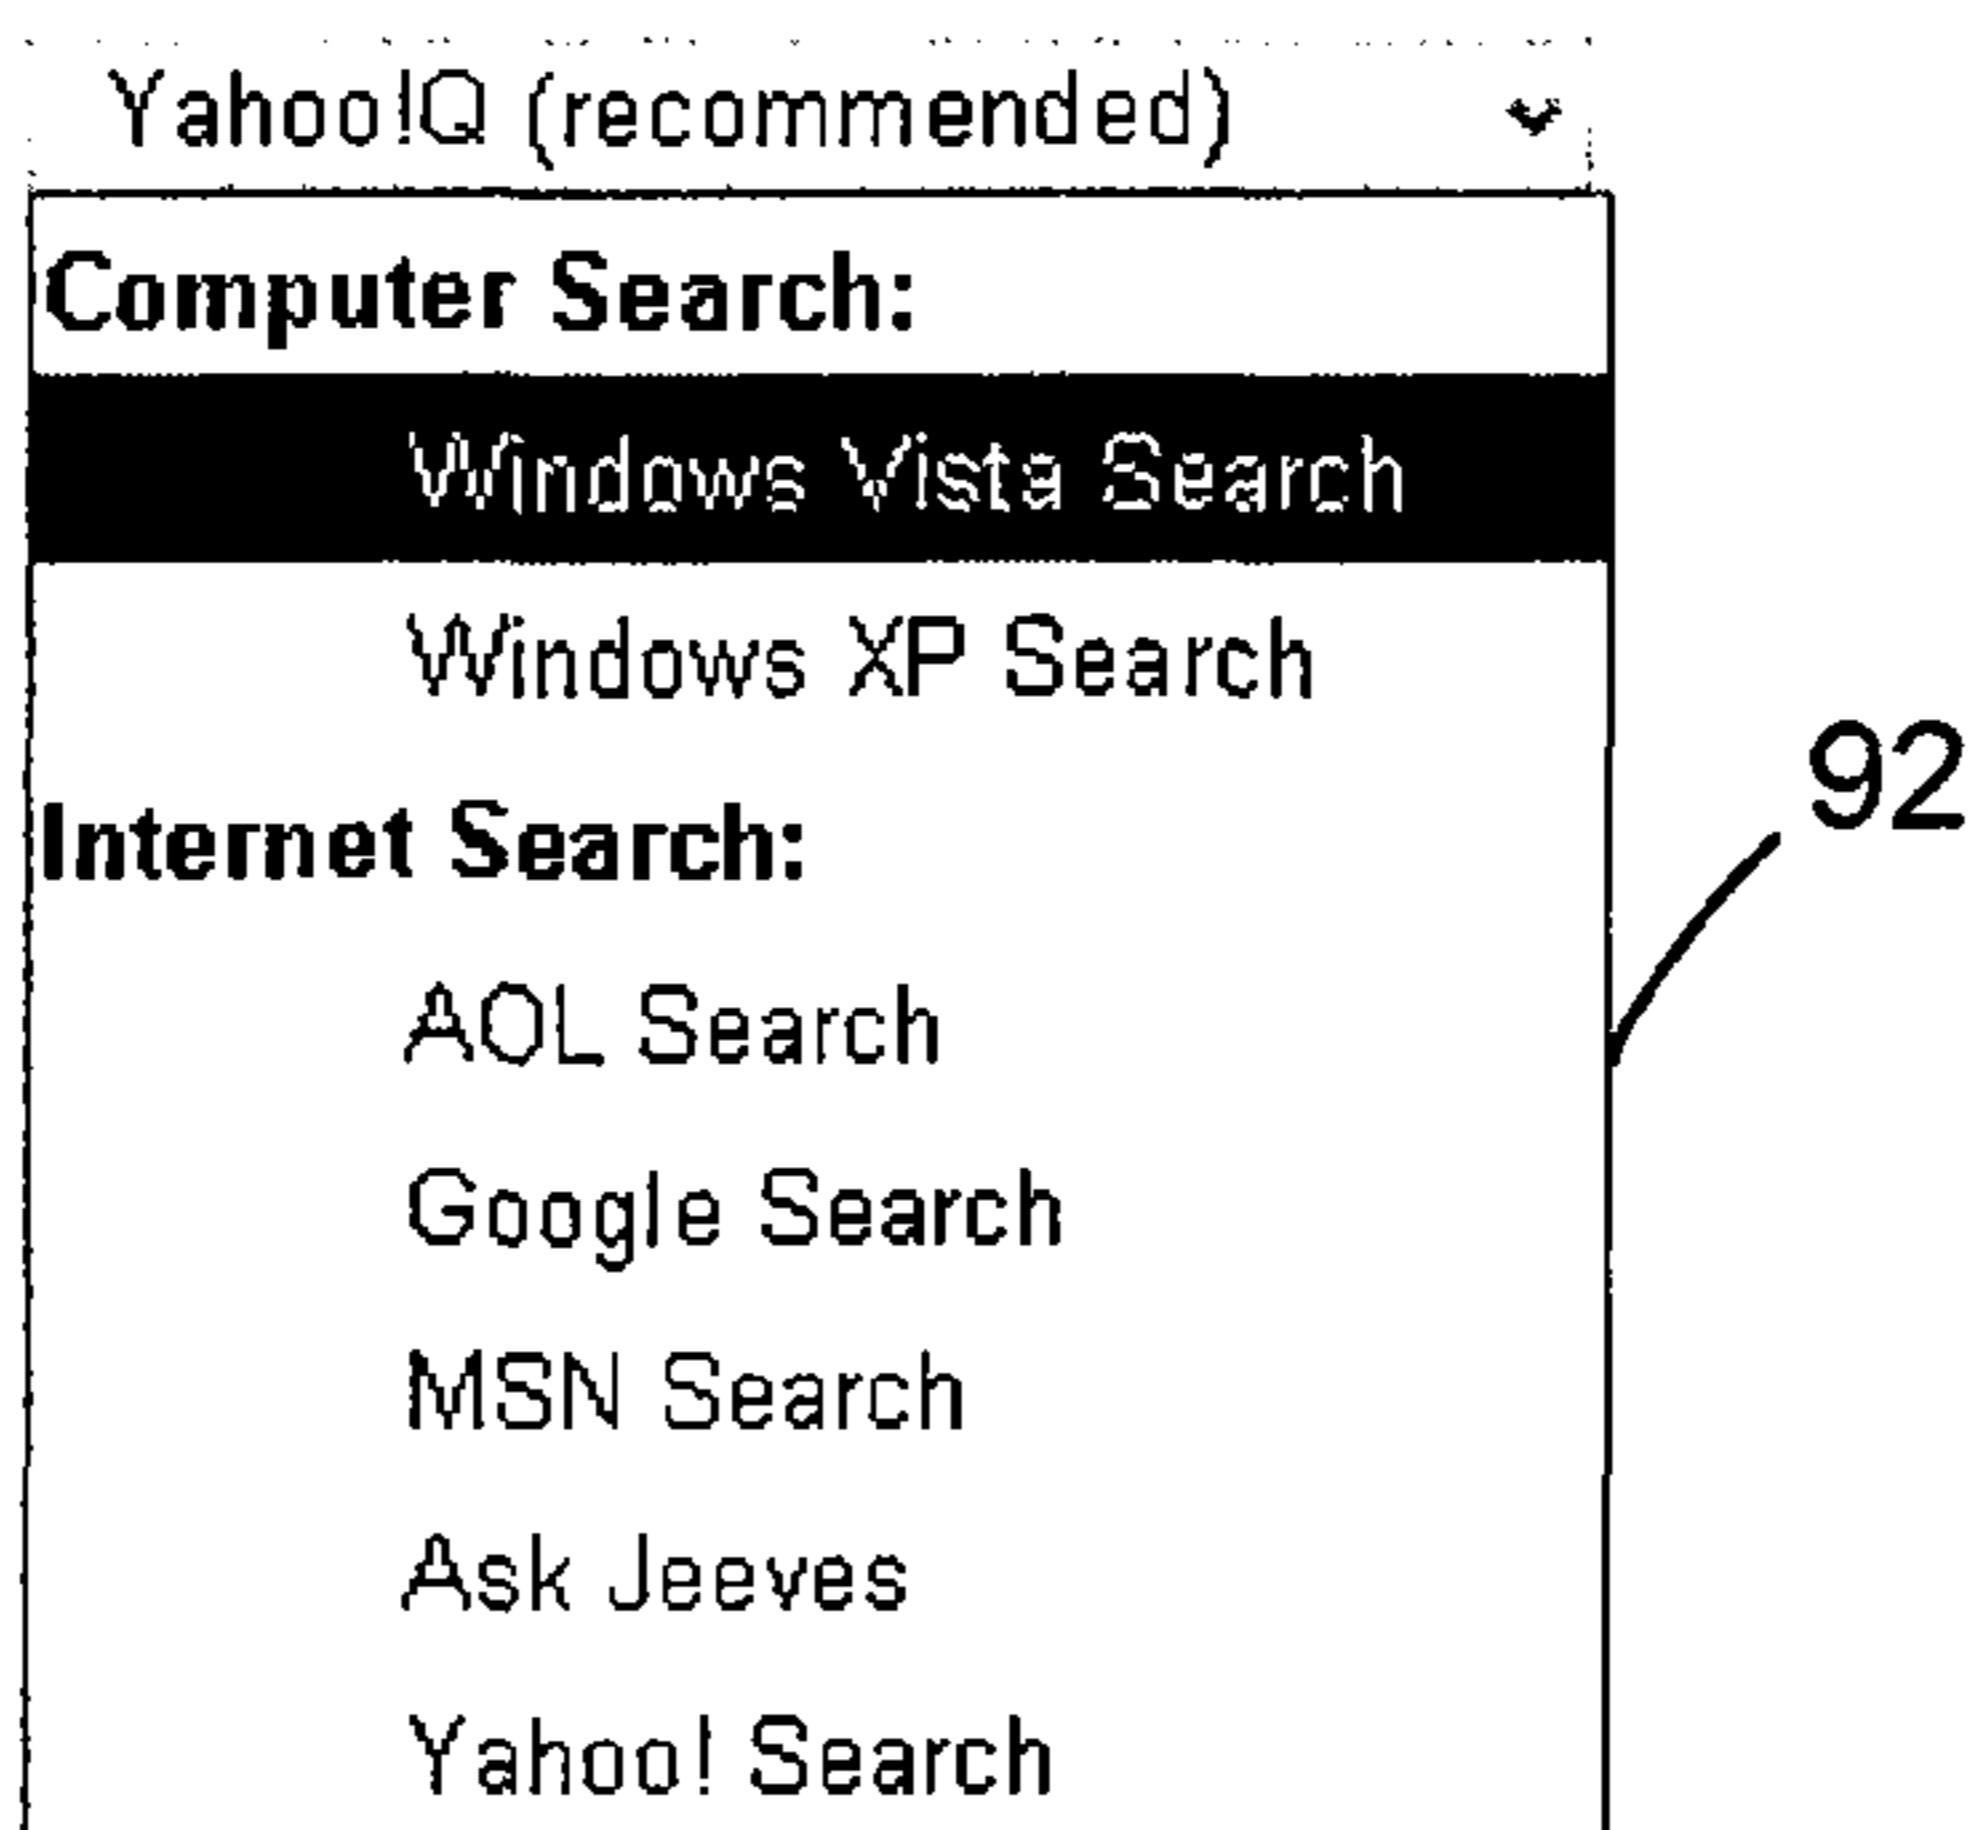 Yahoo!Q (recommended)
Computer Search:
Windows Vista Search
Windows XP Search
92
Internet Search:
AOL Search
Google Search
MSN Search
Ask Jeeves
Yahoo! Search